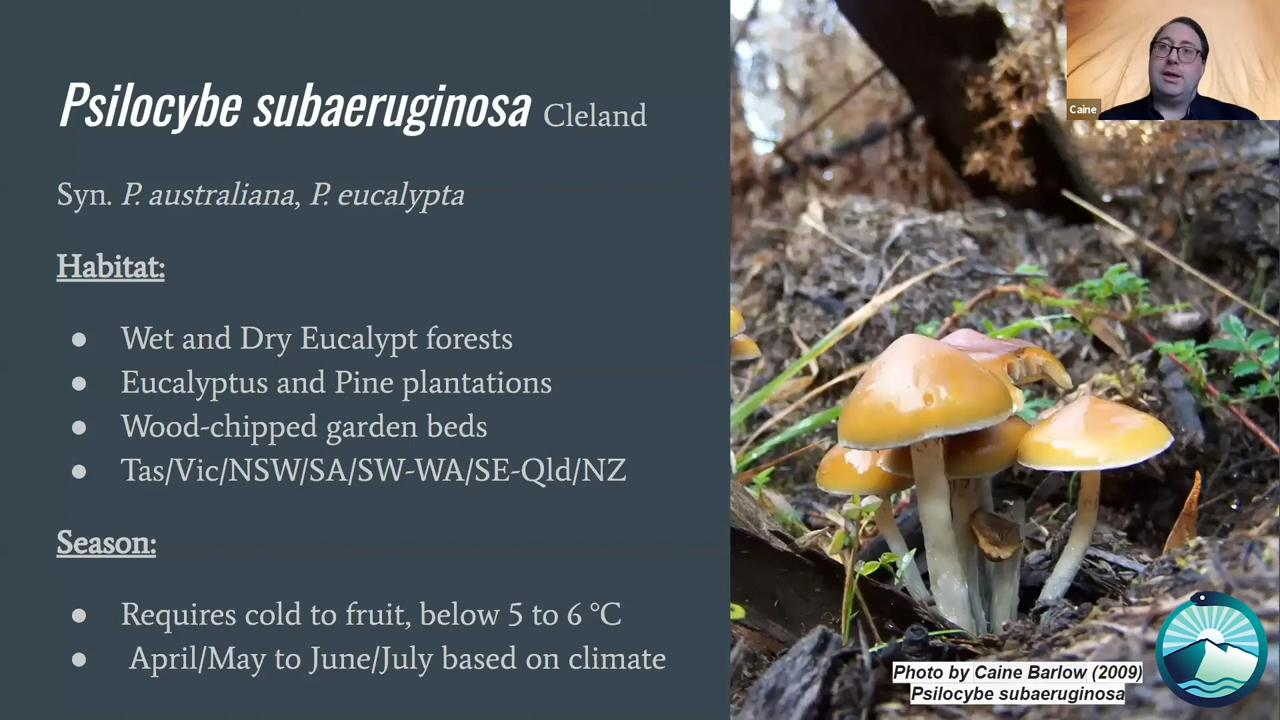 Psilocybe subaeruginosa Cleland
Syn. P. australiana, P. eucalypta
Habitat:
● Wet and Dry Eucalypt forests
● Eucalyptus and Pine plantations
● Wood-chipped garden beds
● Tas/Vic/NSW/SA/SW-WA/SE-Qld/NZ
Season:
● Requires cold to fruit, below 5 to 6 °C
● April/May to June/July based on climate
Caine
Photo by Caine Barlow (2009)
Psilocybe subaeruginosa